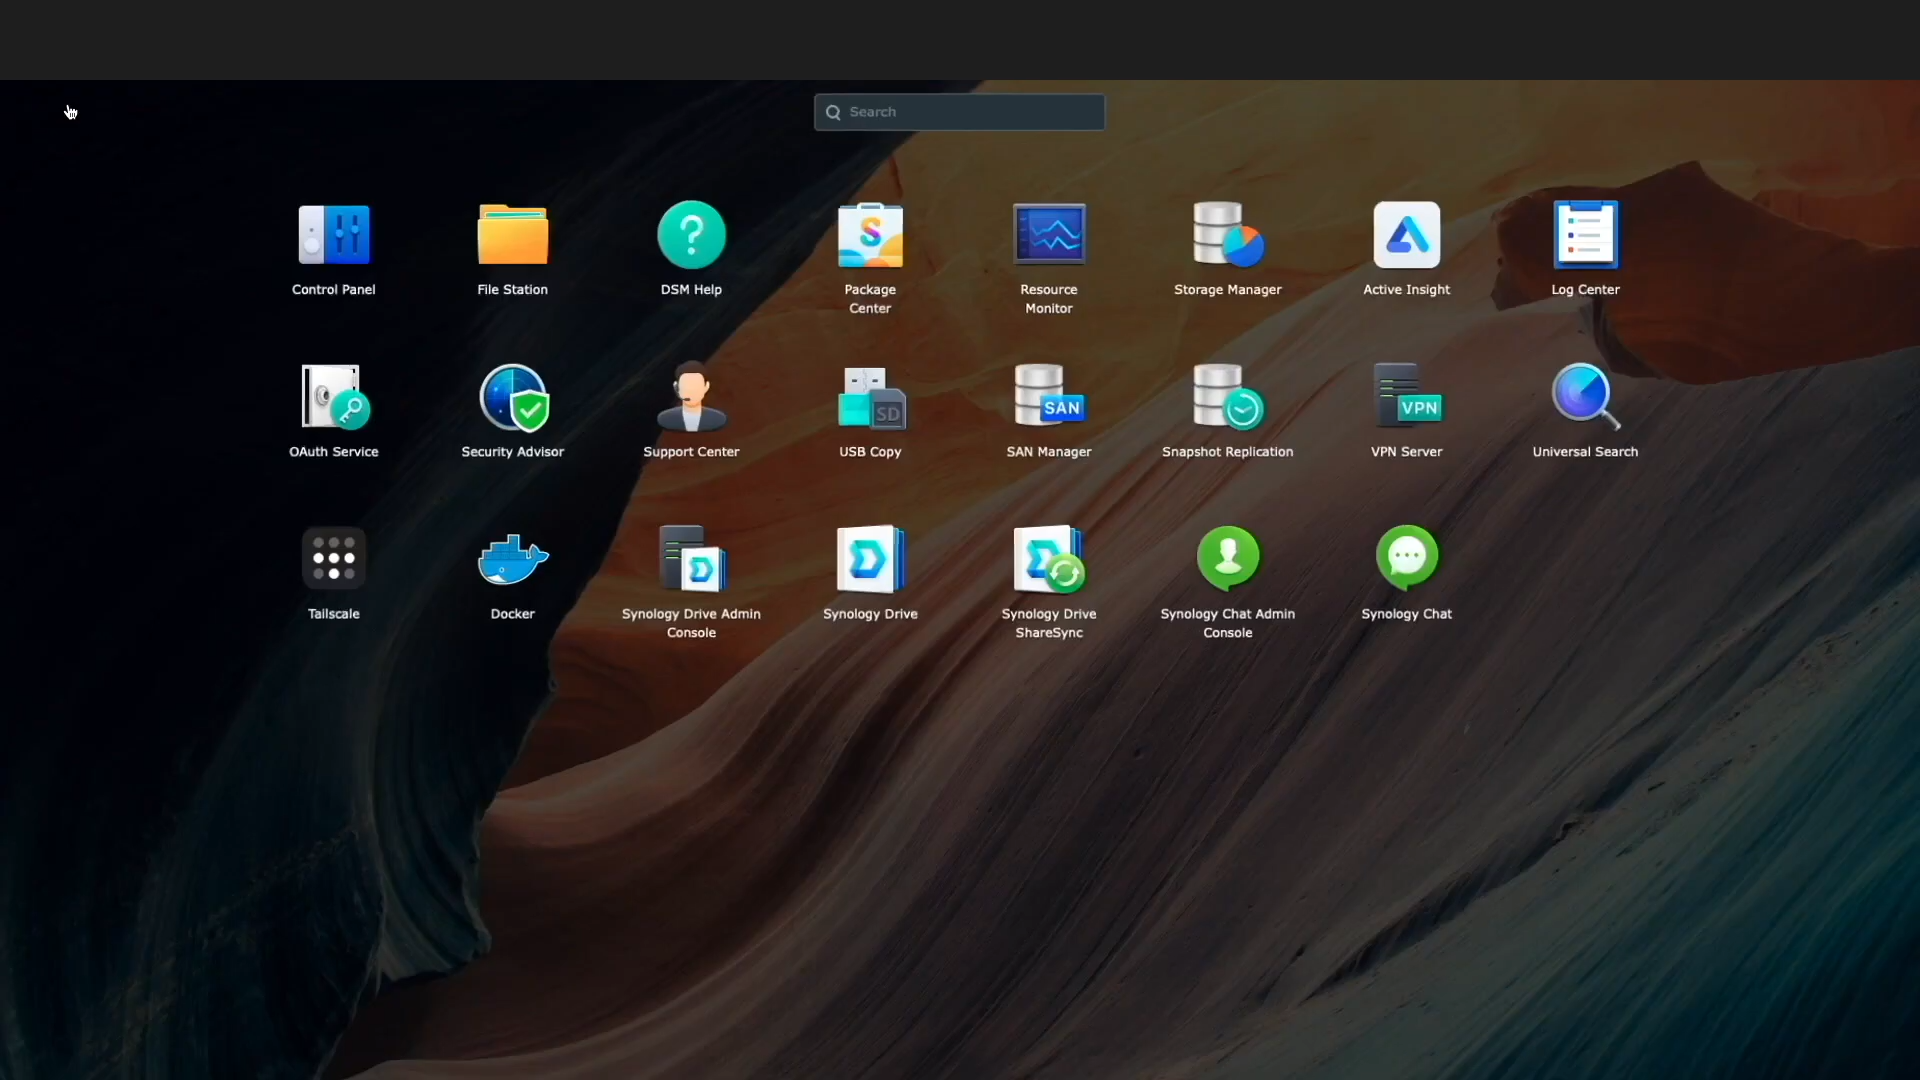 Search
Control Panel
File Station
DSM Help
Package
Center
Resource
Monitor
Storage Manager
Active Insight
Log Center
SD
SAN
VPN
OAuth Service
Security Advisor
Support Center
USB Copy
SAN Manager
Snapshot Replication
VPN Server
Universal Search
Tailscale
Docker
Synology Drive Admin
Console
Synology Drive
Synology Drive
ShareSync
Synology Chat Admin
Console
Synology Chat